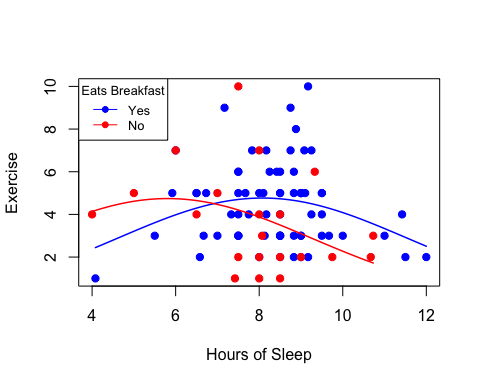 Eats Breakfast
Yes
No
Exercise
10
8
6
4
2
4 6 8 10 12
Hours of Sleep